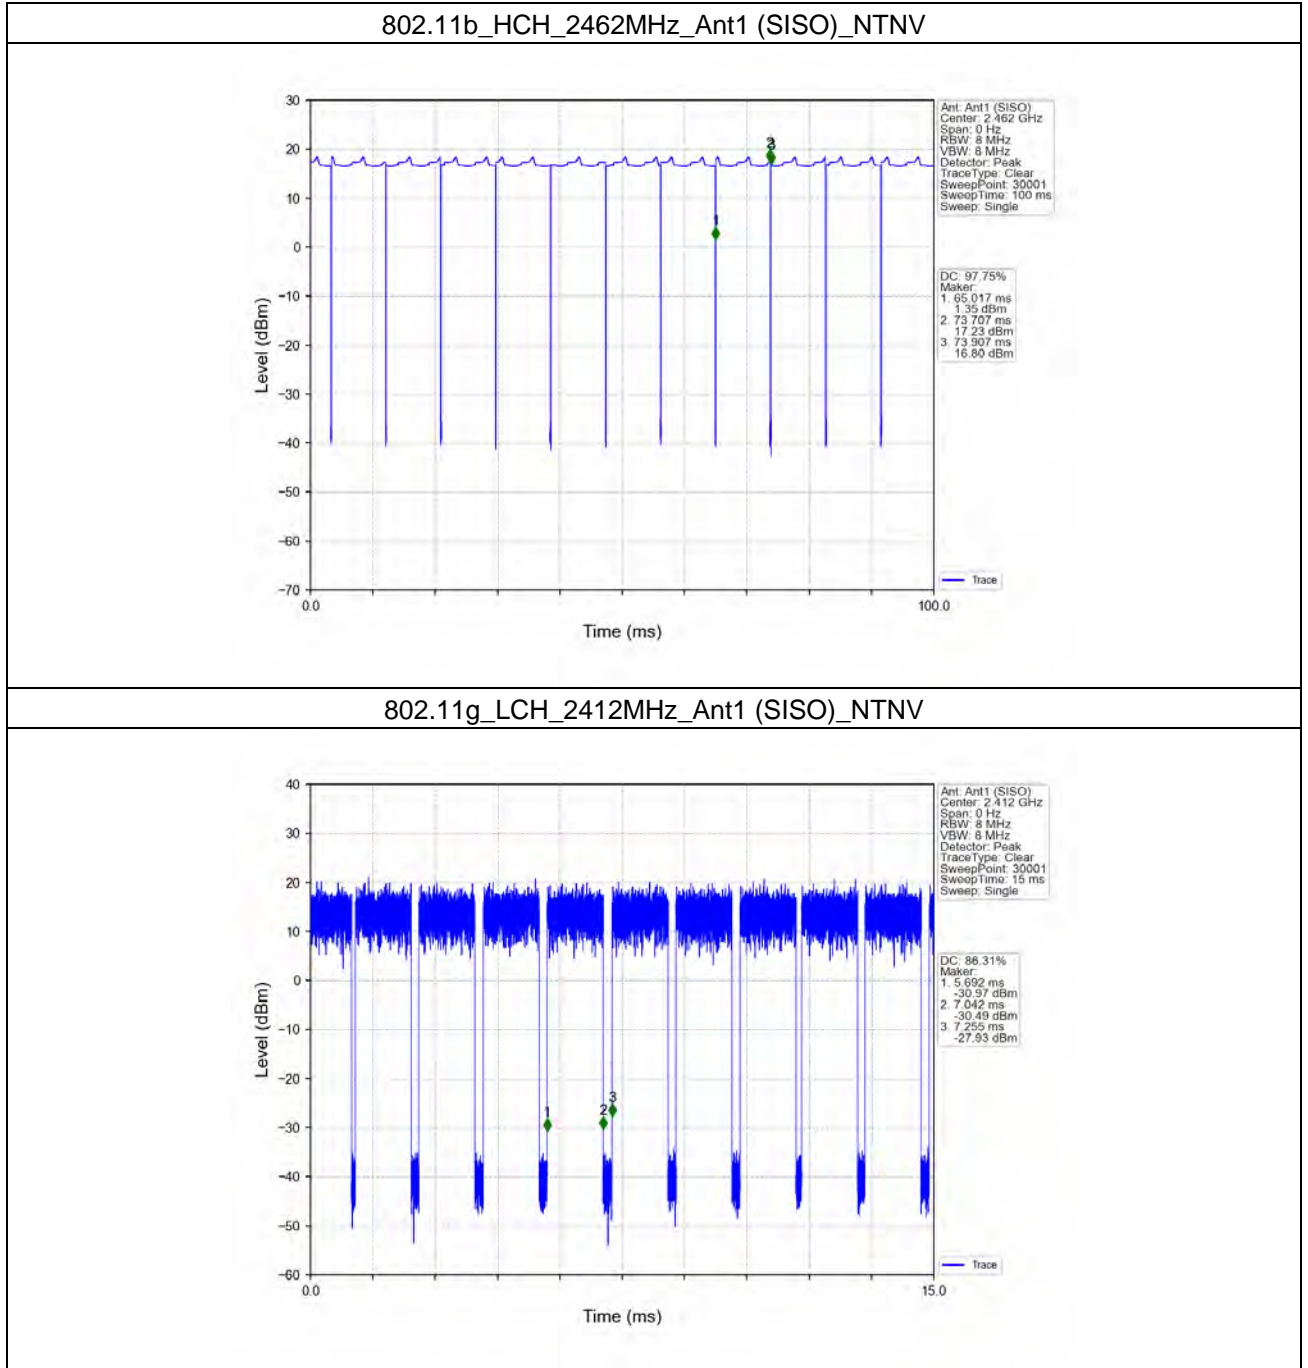 802.11b_HCH_2462MHz_Ant1 (SISO)_NTNV
30
20
10
0
−10
−20
−30
−40
−50
−60
−70
Level (dBm)
0.0
100.0
Time (ms)
1
2
3
Ant: Ant1 (SISO)
Center: 2.462 GHz
Span: 0 Hz
RBW: 8 MHz
VBW: 8 MHz
Detector: Peak
TraceType: Clear
SweepPoint: 30001
SweepTime: 100 ms
Sweep: Single
DC: 97.75%
Maker:
1. 65.017 ms
1.35 dBm
2. 73.707 ms
17.23 dBm
3. 73.907 ms
16.80 dBm
Trace
802.11g_LCH_2412MHz_Ant1 (SISO)_NTNV
40
30
20
10
0
−10
−20
−30
−40
−50
−60
Level (dBm)
0.0
15.0
Time (ms)
1
2
3
Ant: Ant1 (SISO)
Center: 2.412 GHz
Span: 0 Hz
RBW: 8 MHz
VBW: 8 MHz
Detector: Peak
TraceType: Clear
SweepPoint: 30001
SweepTime: 15 ms
Sweep: Single
DC: 86.31%
Maker:
1. 5.692 ms
-30.97 dBm
2. 7.042 ms
-30.49 dBm
3. 7.255 ms
-27.93 dBm
Trace